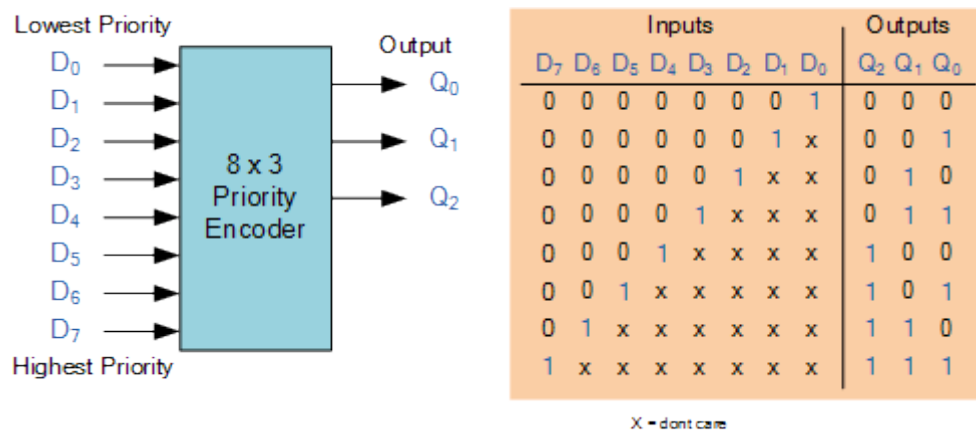 Lowest Priority
D₀
D₁
D₂
D₃
D₄
D₅
D₆
D₇
Highest Priority
8 x 3
Priority
Encoder
Output
Q₀
Q₁
Q₂
Inputs Outputs
D₇ D₆ D₅ D₄ D₃ D₂ D₁ D₀ Q₂ Q₁ Q₀
0 0 0 0 0 0 0 1 0 0 0
0 0 0 0 0 0 1 x 0 0 1
0 0 0 0 0 1 x x 0 1 0
0 0 0 0 1 x x x 0 1 1
0 0 0 1 x x x x 1 0 0
0 0 1 x x x x x 1 0 1
0 1 x x x x x x 1 1 0
1 x x x x x x x 1 1 1
X = dont care